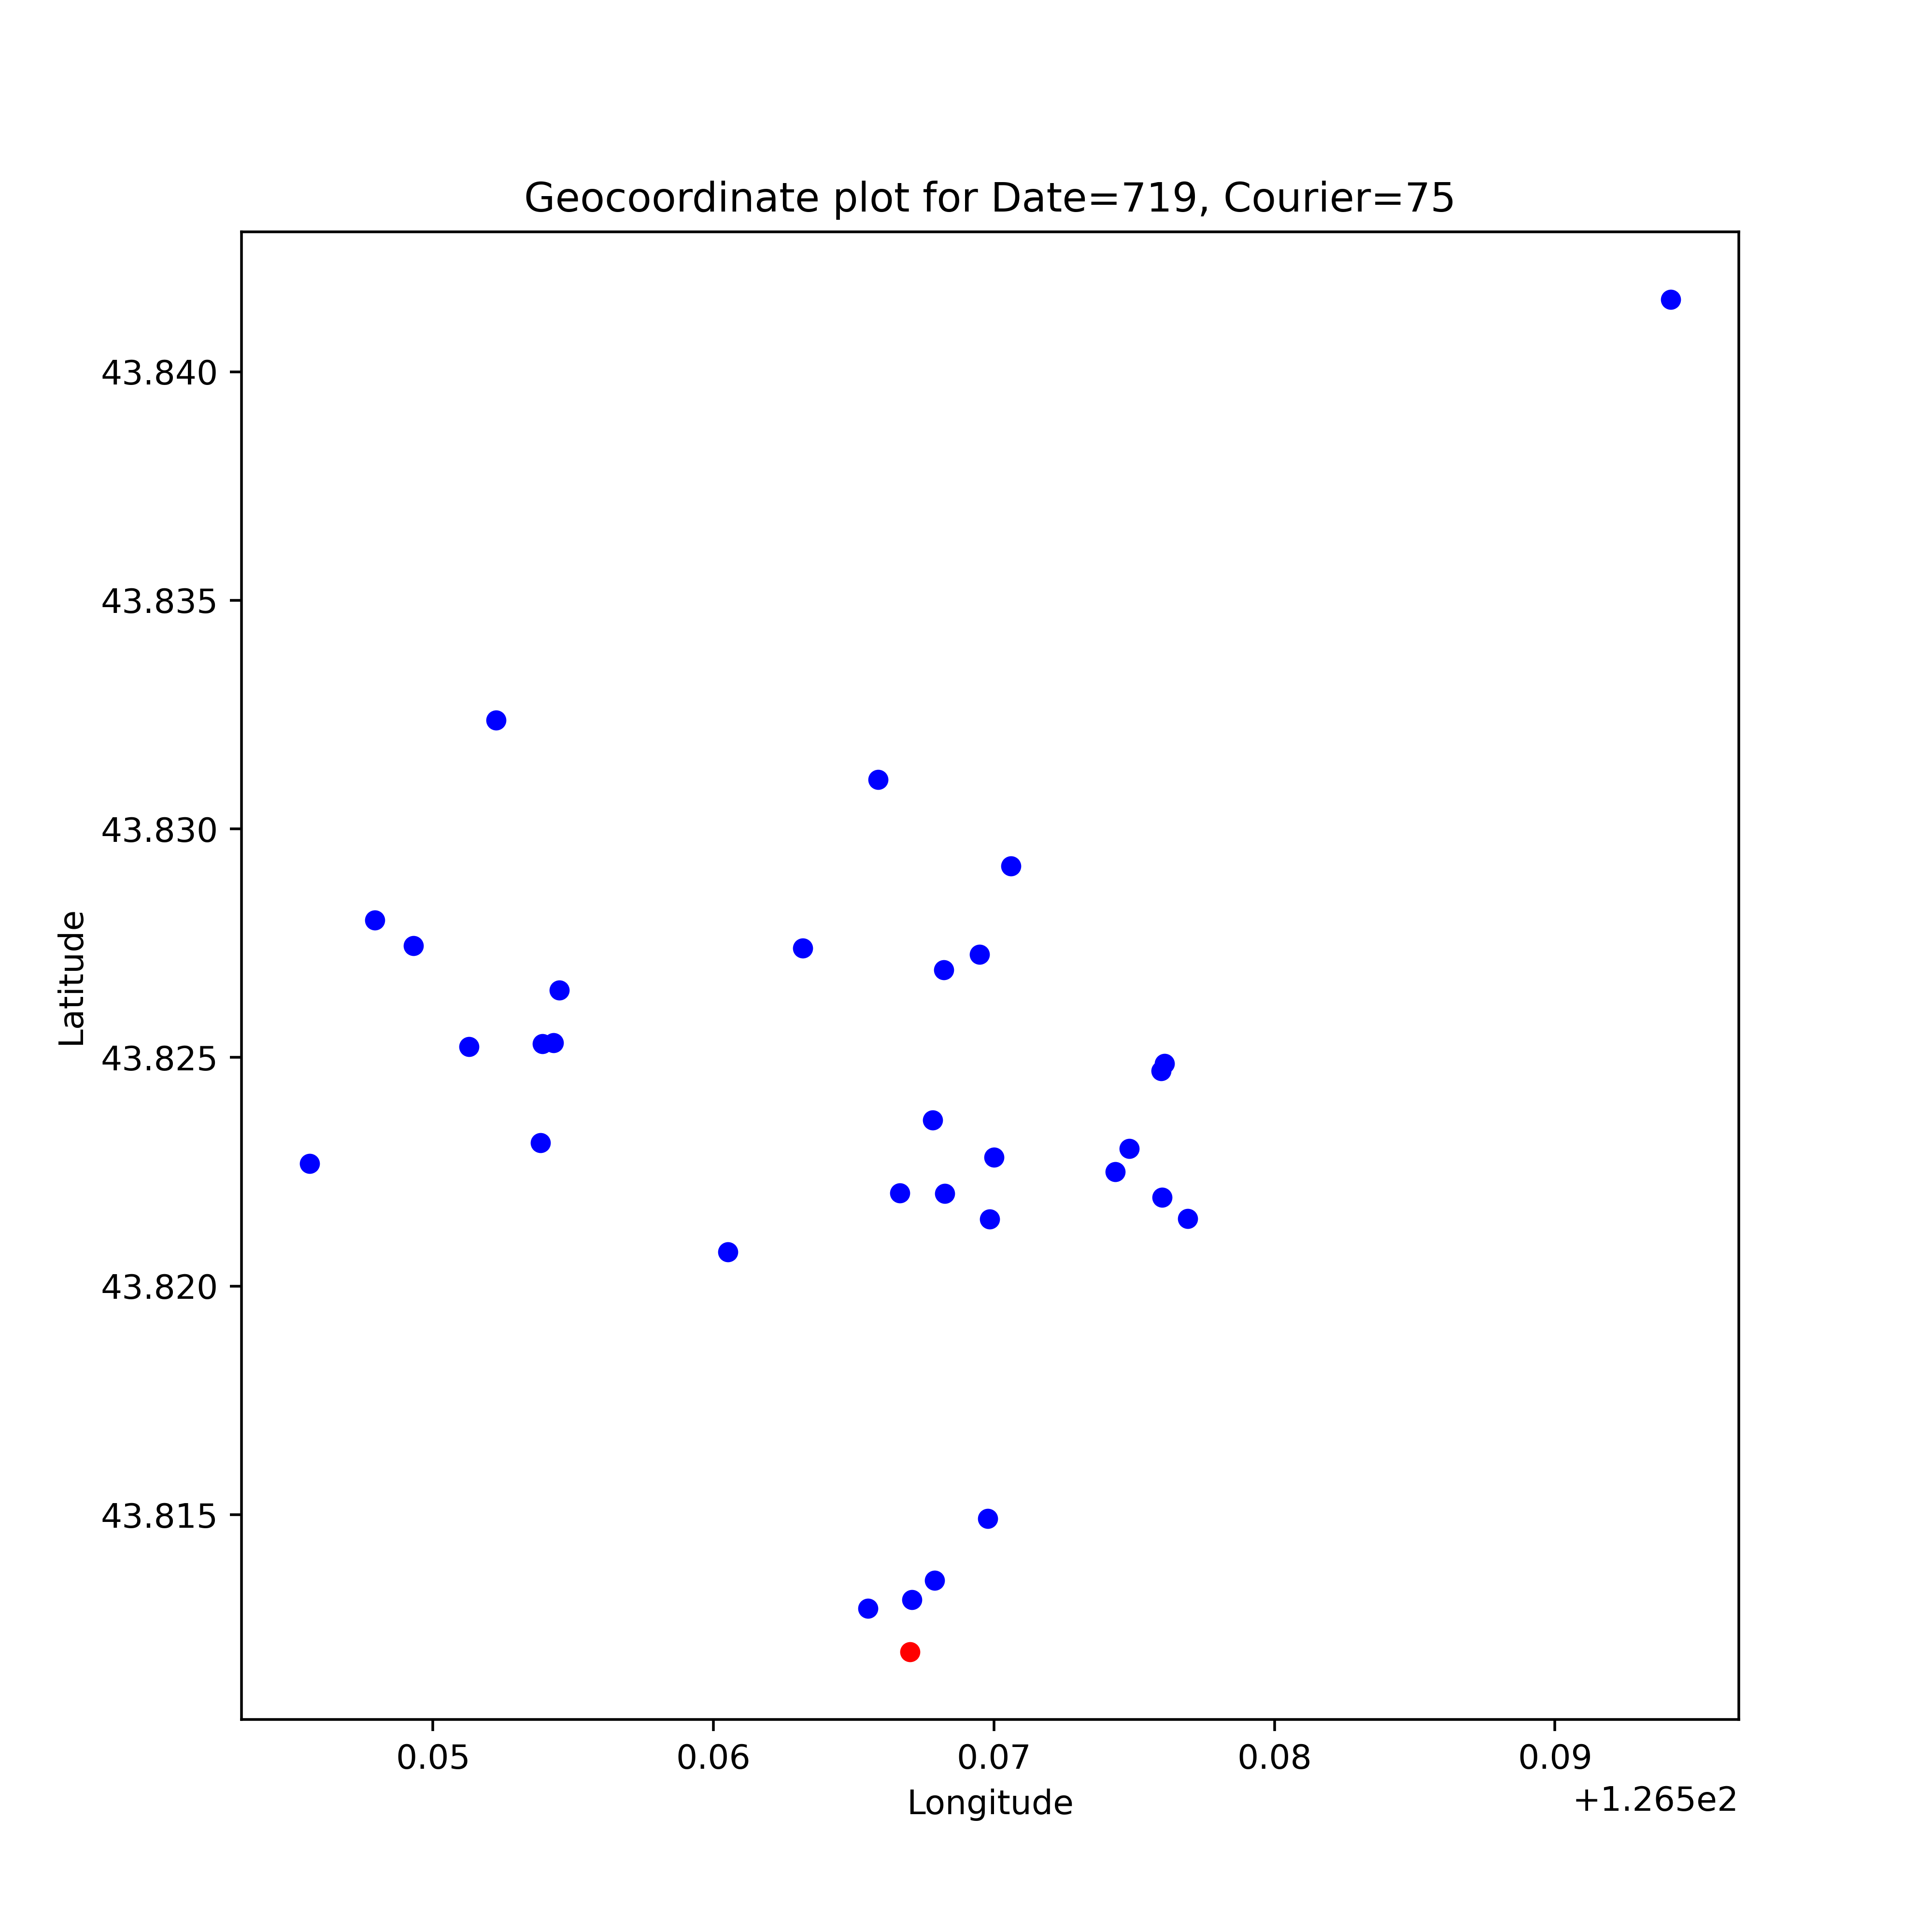 Geocoordinate plot for Date=719, Courier=75
43.840
43.835
43.830
43.825
43.820
43.815
Latitude
0.05 0.06 0.07 0.08 0.09
Longitude
+1.265e2